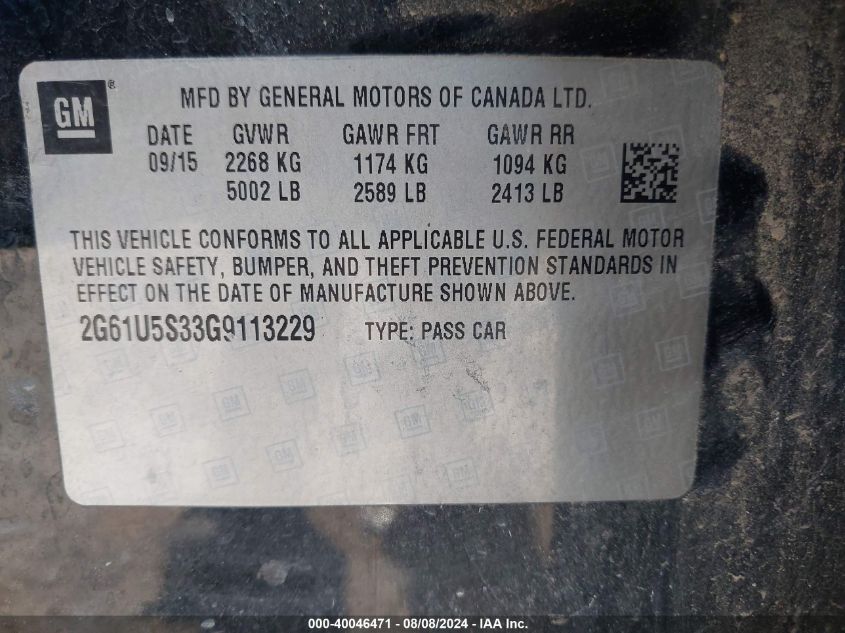 GM ®
MFD BY GENERAL MOTORS OF CANADA LTD.
DATE GVWR GAWR FRT GAWR RR
09/15 2268 KG 1174 KG 1094 KG
5002 LB 2589 LB 2413 LB
THIS VEHICLE CONFORMS TO ALL APPLICABLE U.S. FEDERAL MOTOR
VEHICLE SAFETY, BUMPER, AND THEFT PREVENTION STANDARDS IN
EFFECT ON THE DATE OF MANUFACTURE SHOWN ABOVE.
2G61U5S33G9113229 TYPE: PASS CAR
000-40046471 - 08/08/2024 - IAA Inc.